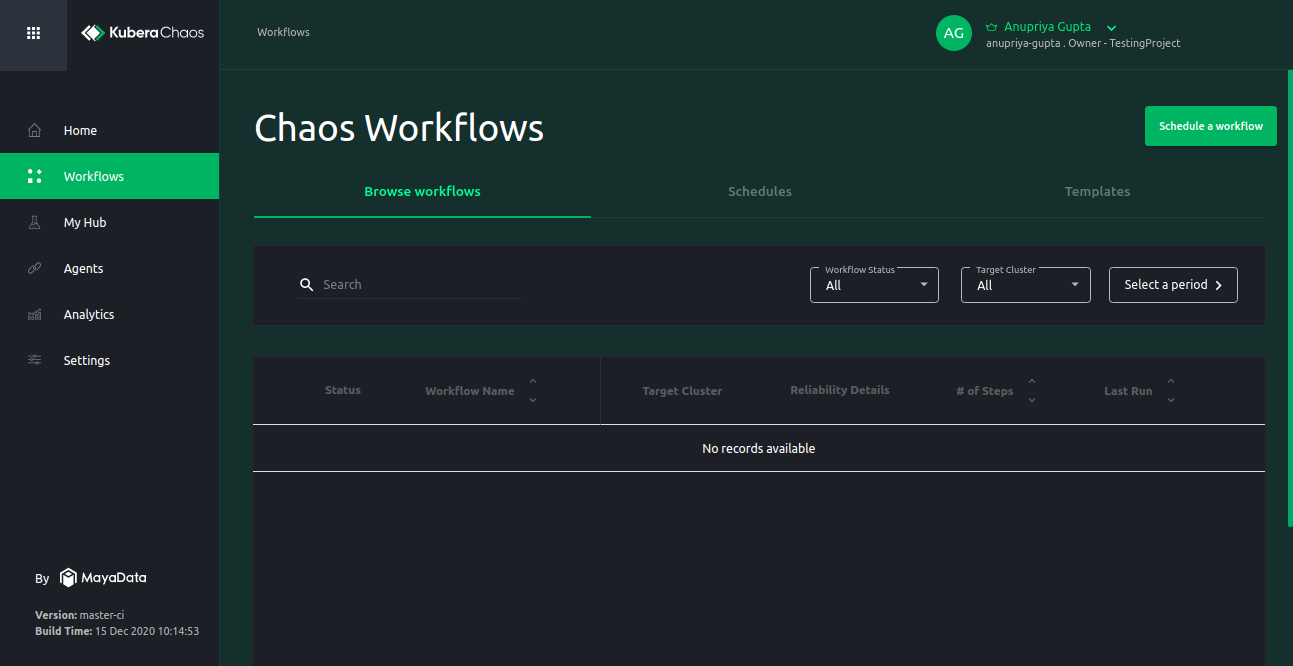 Kubera Chaos
Workflows
AG
Anupriya Gupta
anupriya-gupta . Owner - TestingProject
Home
Workflows
My Hub
Agents
Analytics
Settings
By MayaData
Version: master-ci
Build Time: 15 Dec 2020 10:14:53
Chaos Workflows
Schedule a workflow
Browse workflows Schedules Templates
Search
Workflow Status
All
Target Cluster
All
Select a period
Status Workflow Name Target Cluster Reliability Details # of Steps Last Run
No records available